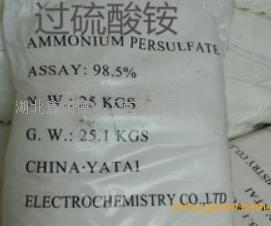 过硫酸铵
AMMONIUM PERSULFATE
ASSAY: 98.5%
N. W.: 25 KGS
G. W.: 25.1 KGS
CHINA·YATAI
ELECTROCHEMISTRY CO.,LTD